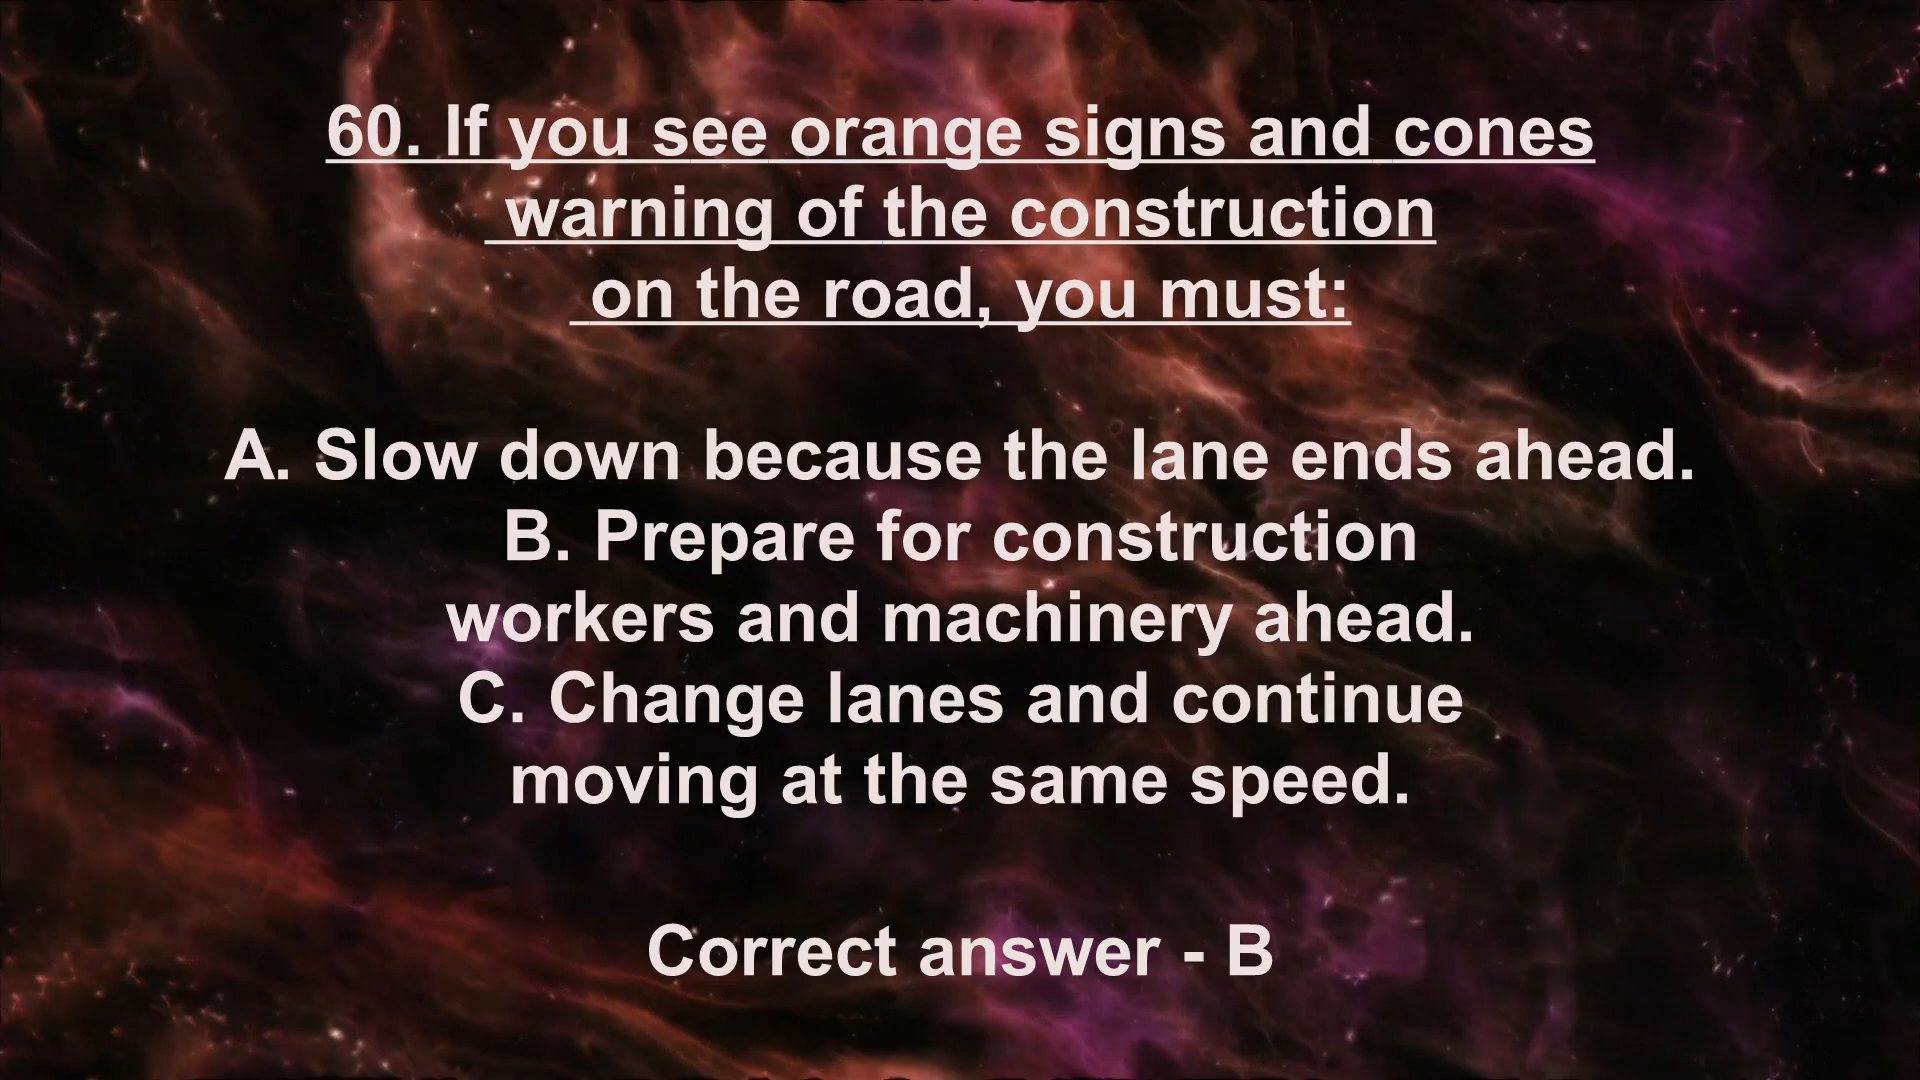 60. If you see orange signs and cones
warning of the construction
on the road, you must:
A. Slow down because the lane ends ahead.
B. Prepare for construction
workers and machinery ahead.
C. Change lanes and continue
moving at the same speed.
Correct answer - B